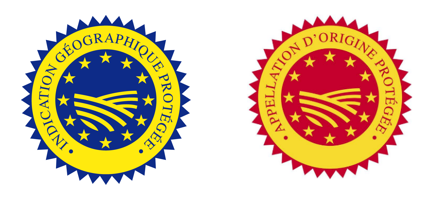 INDICATION GÉOGRAPHIQUE PROTÉGÉE
APPELLATION D'ORIGINE PROTÉGÉE